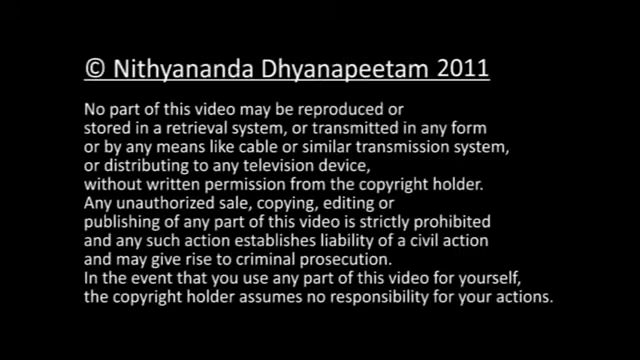 © Nithyananda Dhyanapeetam 2011
No part of this video may be reproduced or
stored in a retrieval system, or transmitted in any form
or by any means like cable or similar transmission system,
or distributing to any television device,
without written permission from the copyright holder.
Any unauthorized sale, copying, editing or
publishing of any part of this video is strictly prohibited
and any such action establishes liability of a civil action
and may give rise to criminal prosecution.
In the event that you use any part of this video for yourself,
the copyright holder assumes no responsibility for your actions.